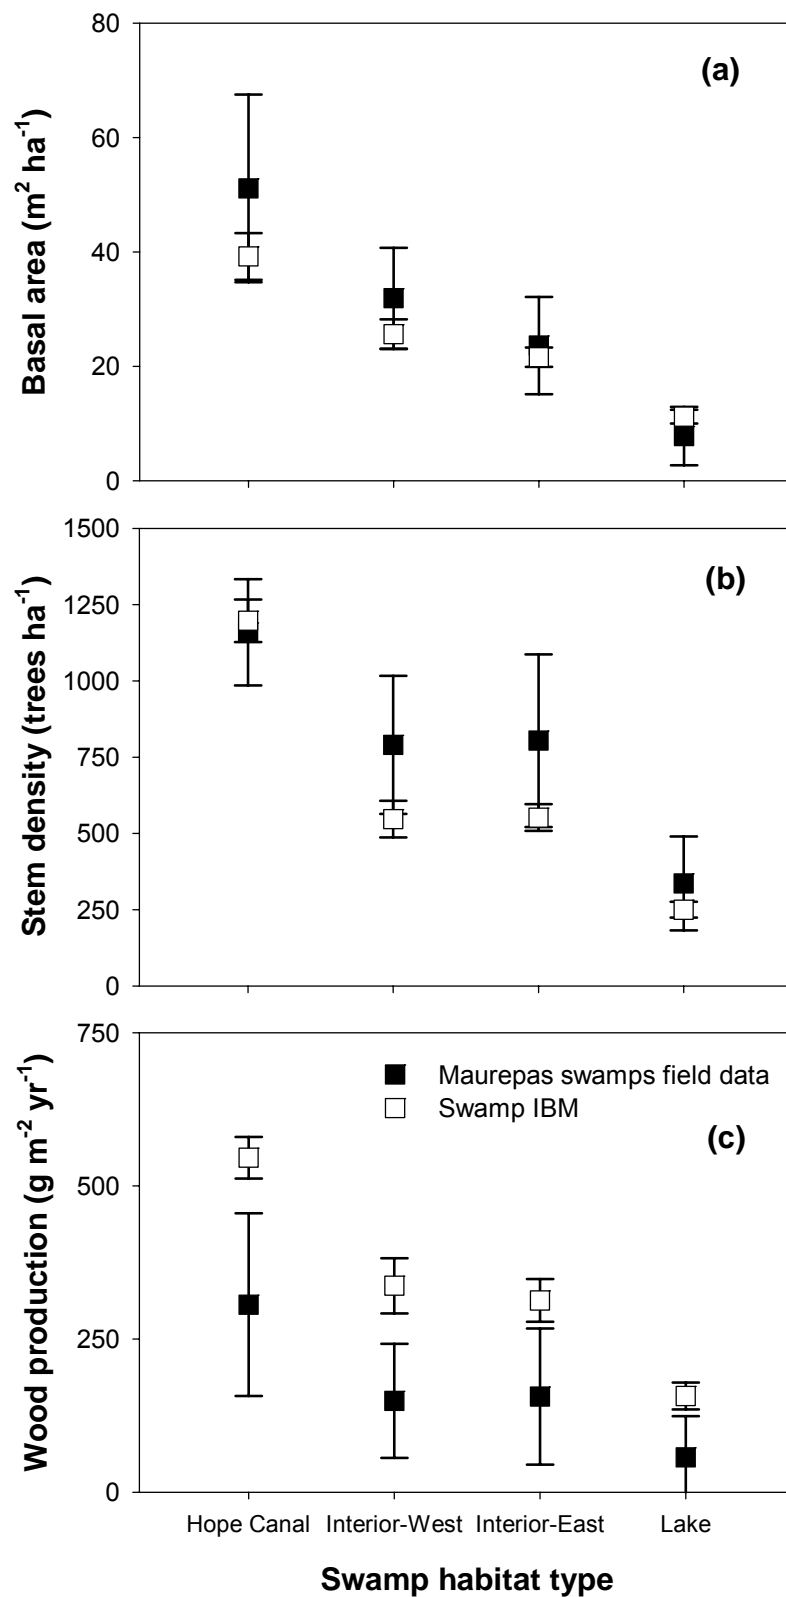 80
(a)
60
40
20
0
Basal area (m² ha⁻¹)
1500
(b)
1250
1000
750
500
250
0
Stem density (trees ha⁻¹)
750
Maurepas swamps field data
Swamp IBM
(c)
500
250
0
Wood production (g m⁻² yr⁻¹)
Hope Canal Interior-West Interior-East Lake
Swamp habitat type